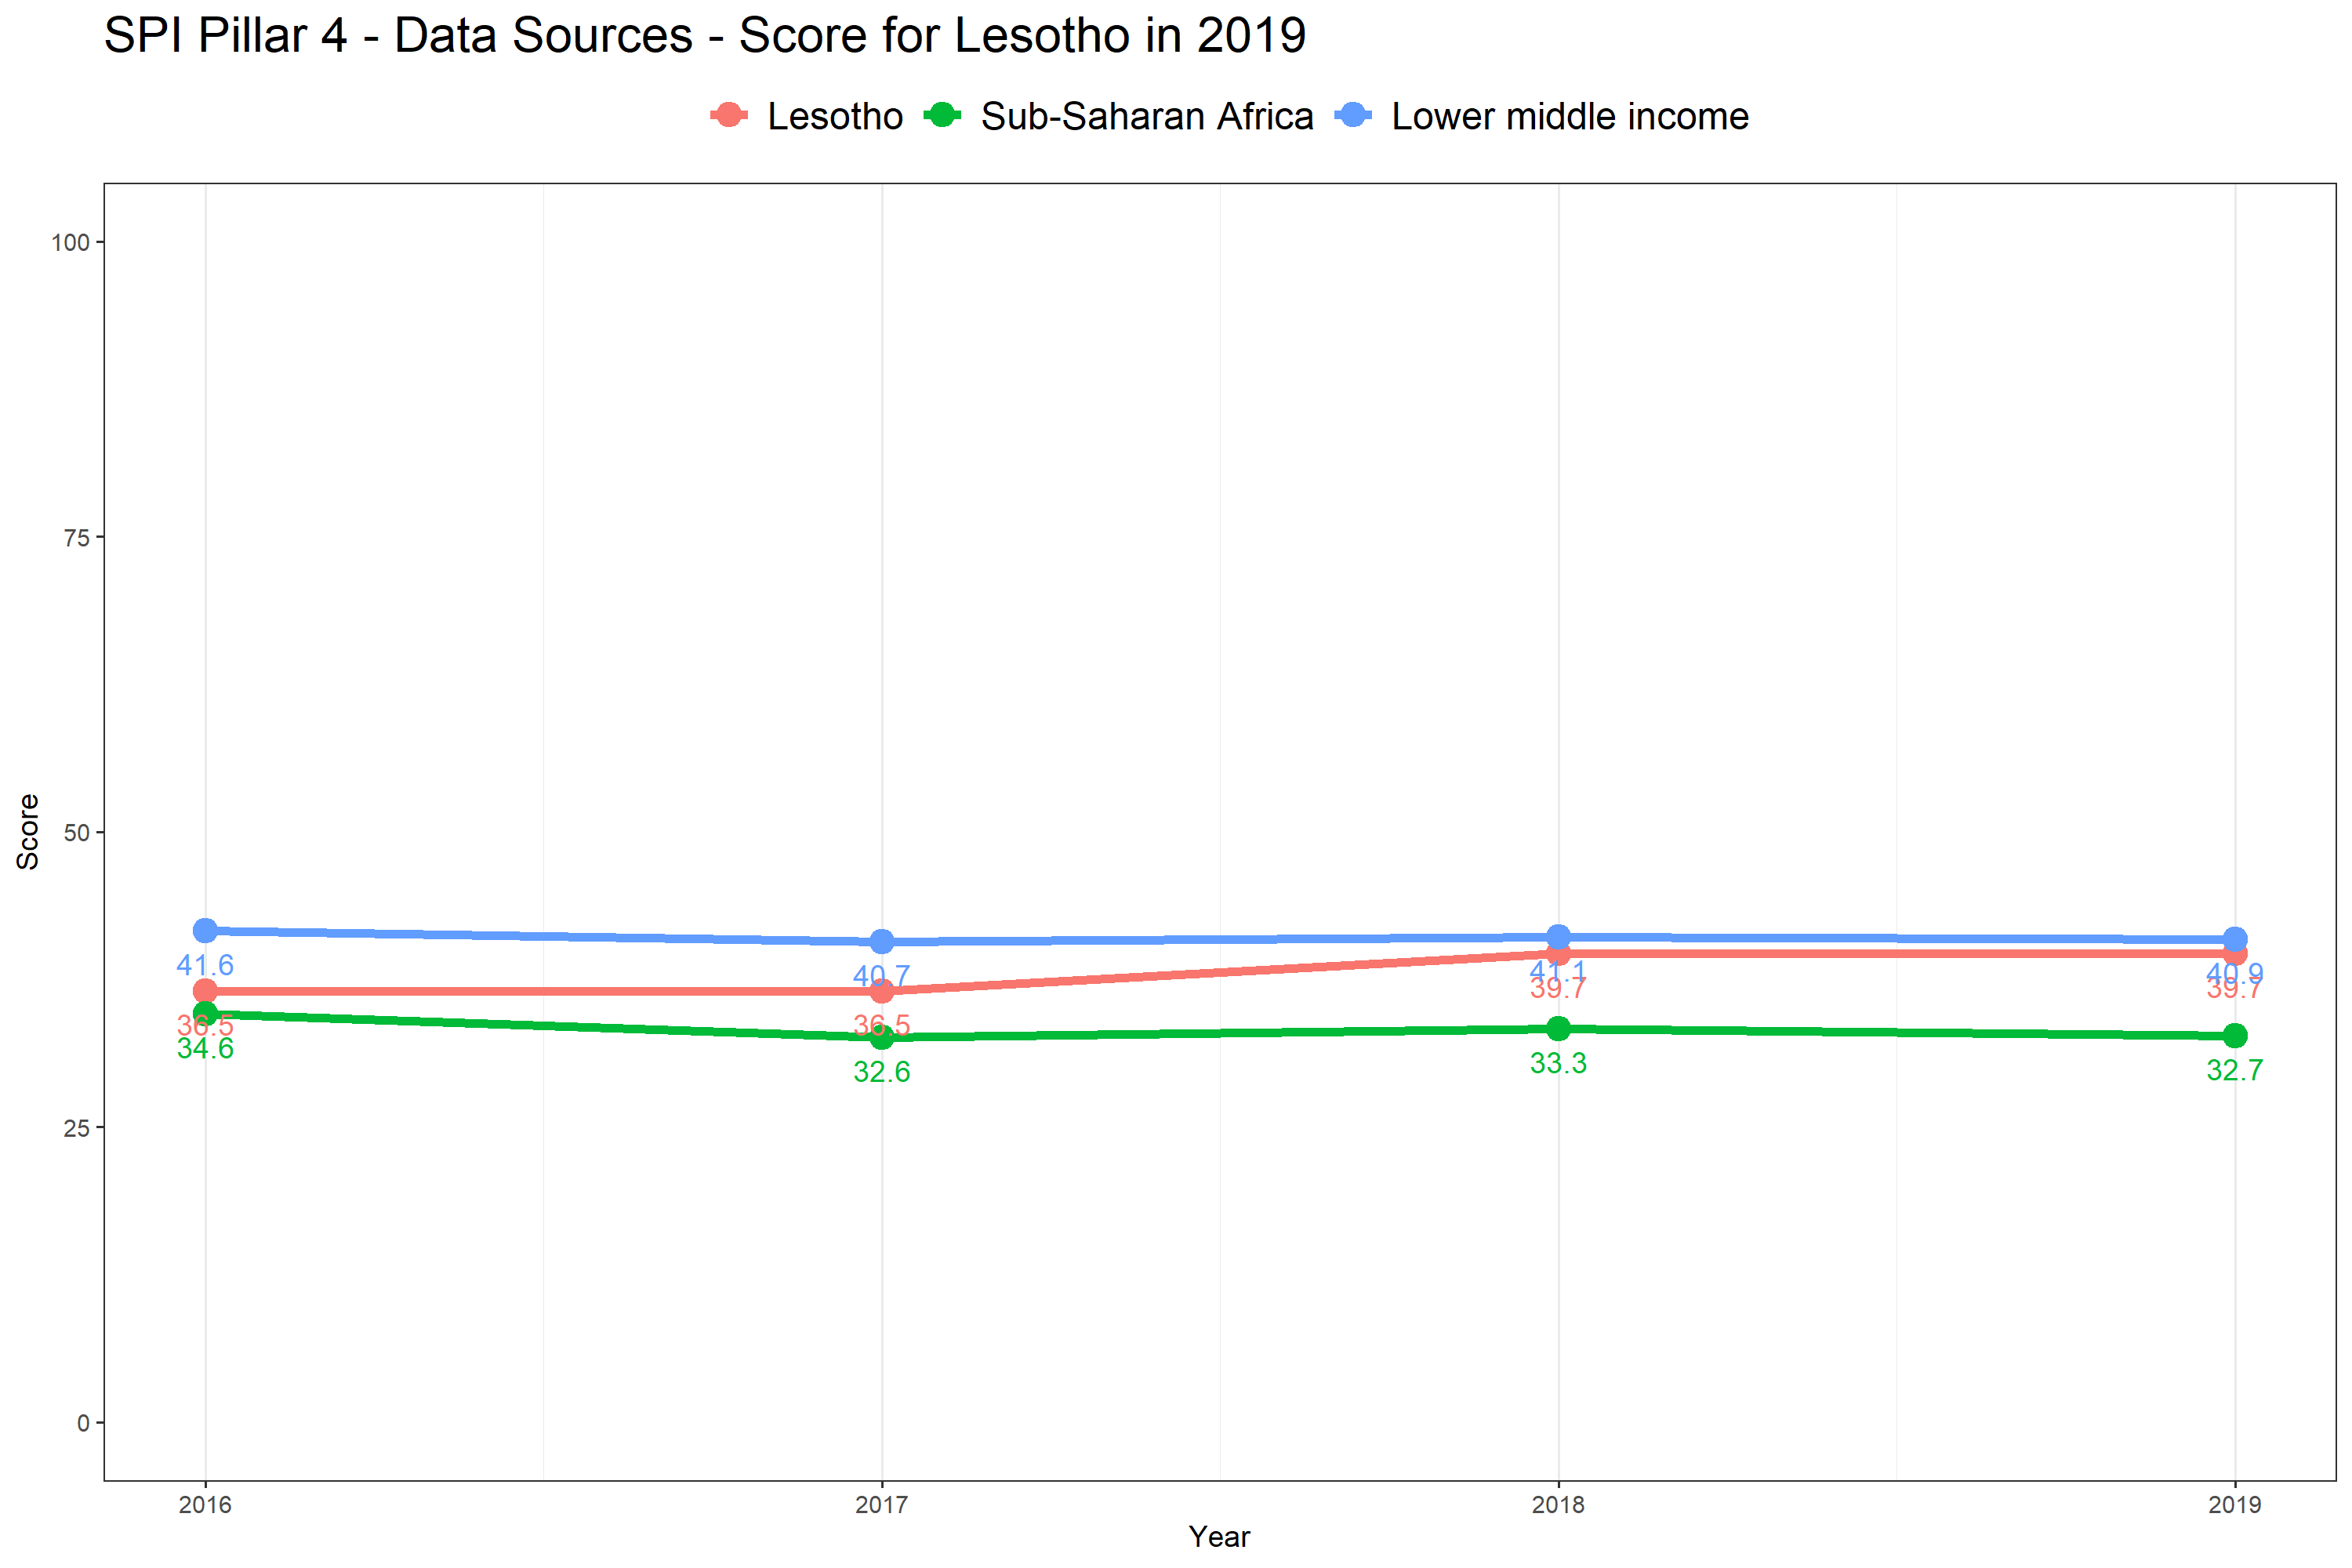 SPI Pillar 4 - Data Sources - Score for Lesotho in 2019
Lesotho Sub-Saharan Africa Lower middle income
100
75
50
25
0
Score
41.6 40.7 41.1 40.9
36.5 36.5 39.7 39.7
34.6 32.6 33.3 32.7
2016 2017 2018 2019
Year